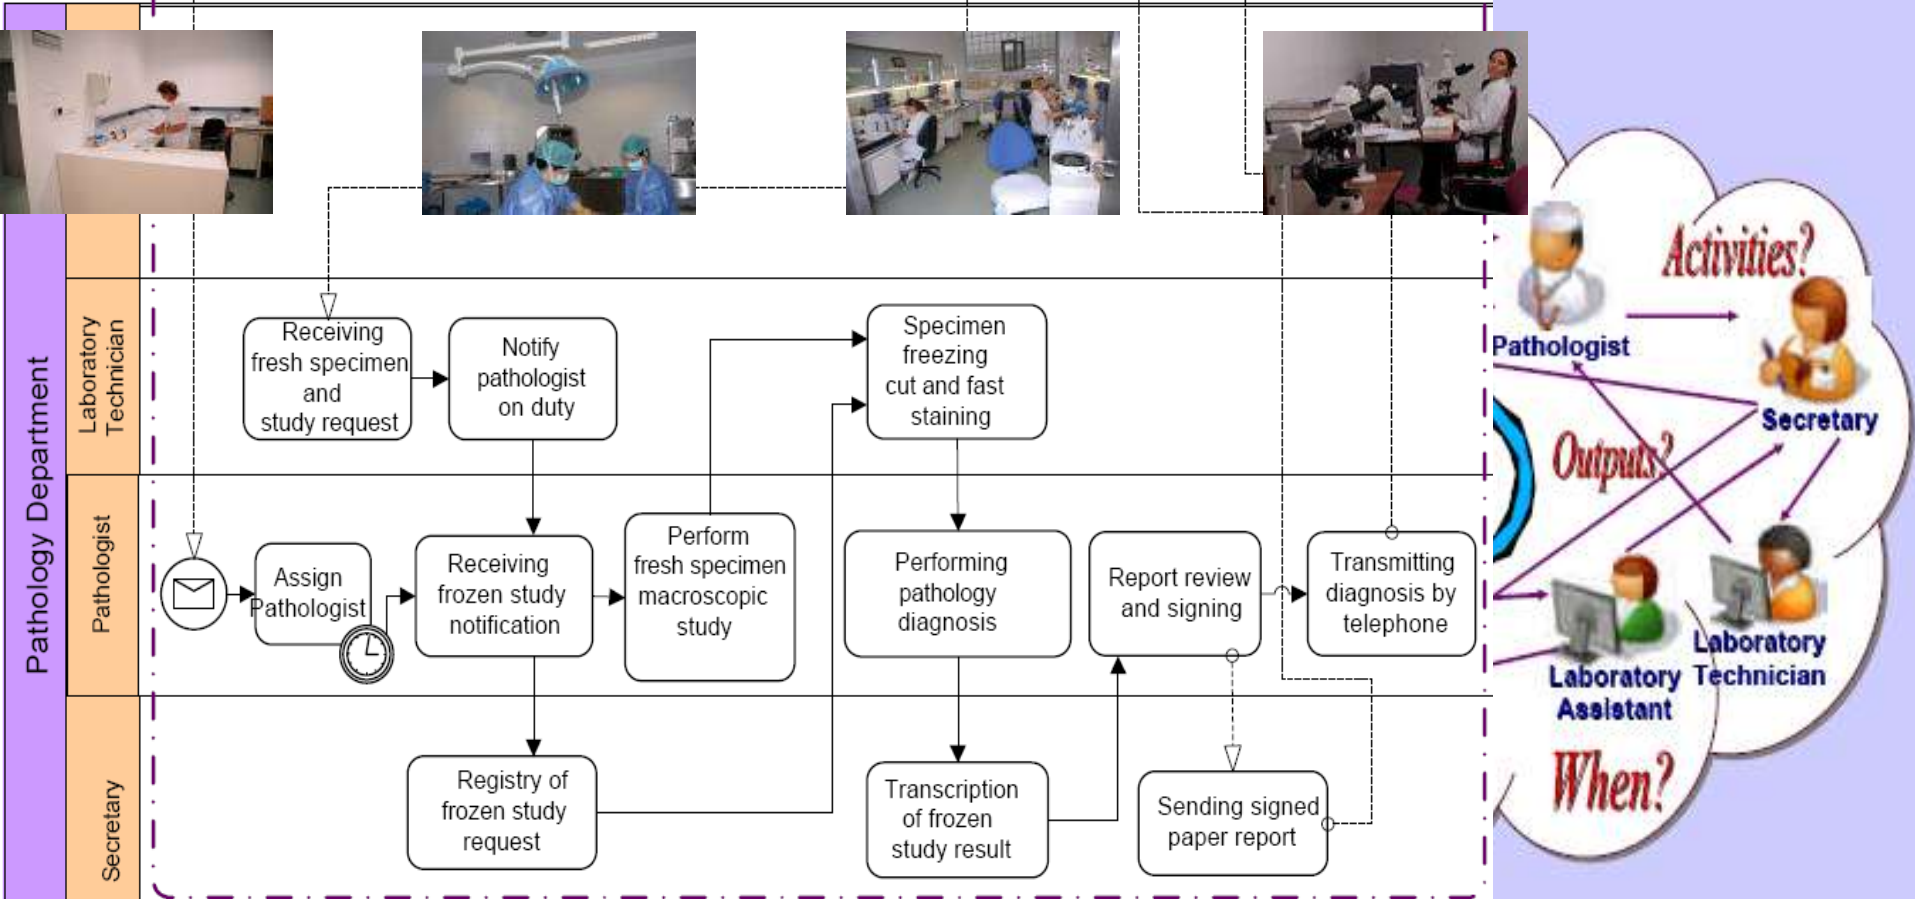 Pathology Department
Laboratory
Technician
Pathologist
Secretary
Receiving
fresh specimen
and
study request
Notify
pathologist
on duty
Specimen
freezing
cut and fast
staining
Assign
Pathologist
Receiving
frozen study
notification
Perform
fresh specimen
macroscopic
study
Performing
pathology
diagnosis
Report review
and signing
Transmitting
diagnosis by
telephone
Registry of
frozen study
request
Transcription
of frozen
study result
Sending signed
paper report
Activities?
Pathologist
Secretary
Outputs?
Laboratory
Technician
Laboratory
Assistant
When?